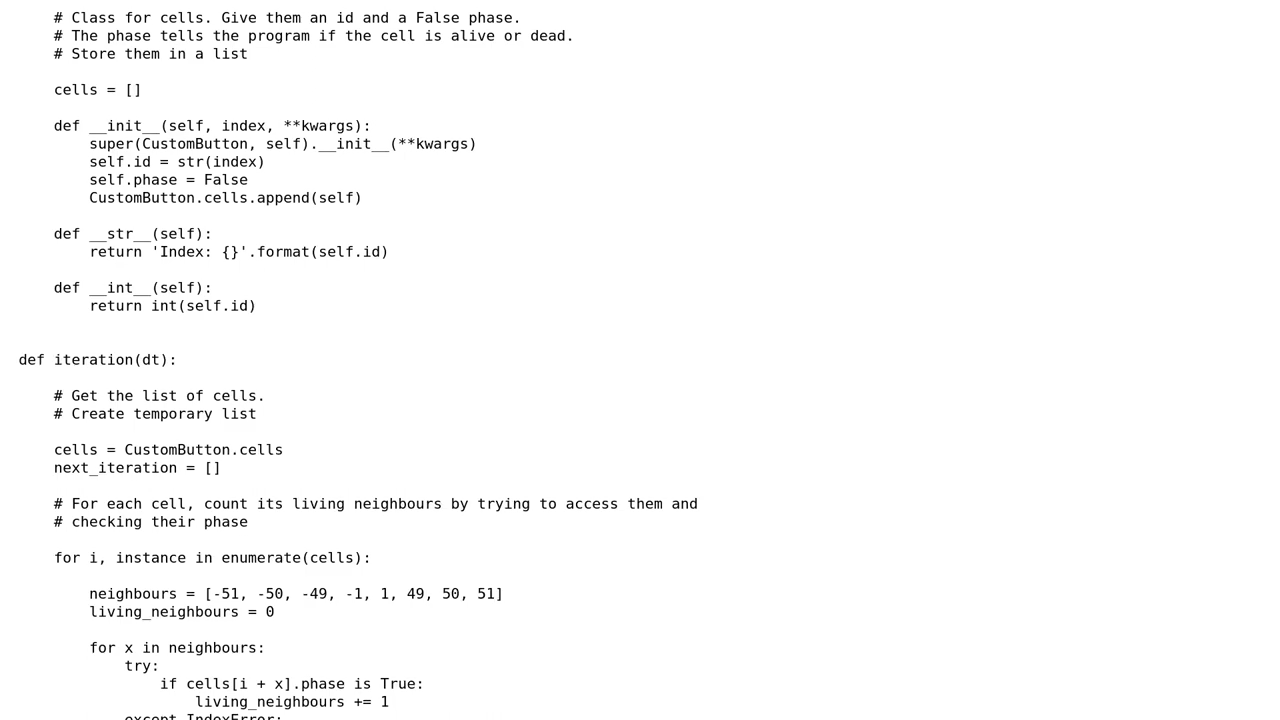 # Class for cells. Give them an id and a False phase.
# The phase tells the program if the cell is alive or dead.
# Store them in a list
cells = []
def __init__(self, index, **kwargs):
super(CustomButton, self).__init__(**kwargs)
self.id = str(index)
self.phase = False
CustomButton.cells.append(self)
def __str__(self):
return 'Index: {}'.format(self.id)
def __int__(self):
return int(self.id)
def iteration(dt):
# Get the list of cells.
# Create temporary list
cells = CustomButton.cells
next_iteration = []
# For each cell, count its living neighbours by trying to access them and
# checking their phase
for i, instance in enumerate(cells):
neighbours = [-51, -50, -49, -1, 1, 49, 50, 51]
living_neighbours = 0
for x in neighbours:
try:
if cells[i + x].phase is True:
living_neighbours += 1
except IndexError: